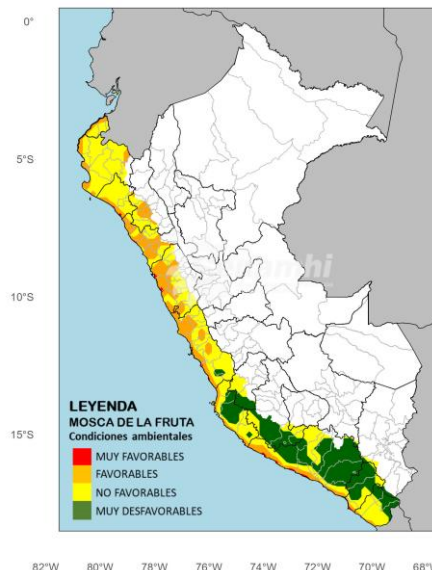 0°
5°S
10°S
15°S
LEYENDA
MOSCA DE LA FRUTA
Condiciones ambientales
MUY FAVORABLES
FAVORABLES
NO FAVORABLES
MUY DESFAVORABLES
82°W 80°W 78°W 76°W 74°W 72°W 70°W 68°W